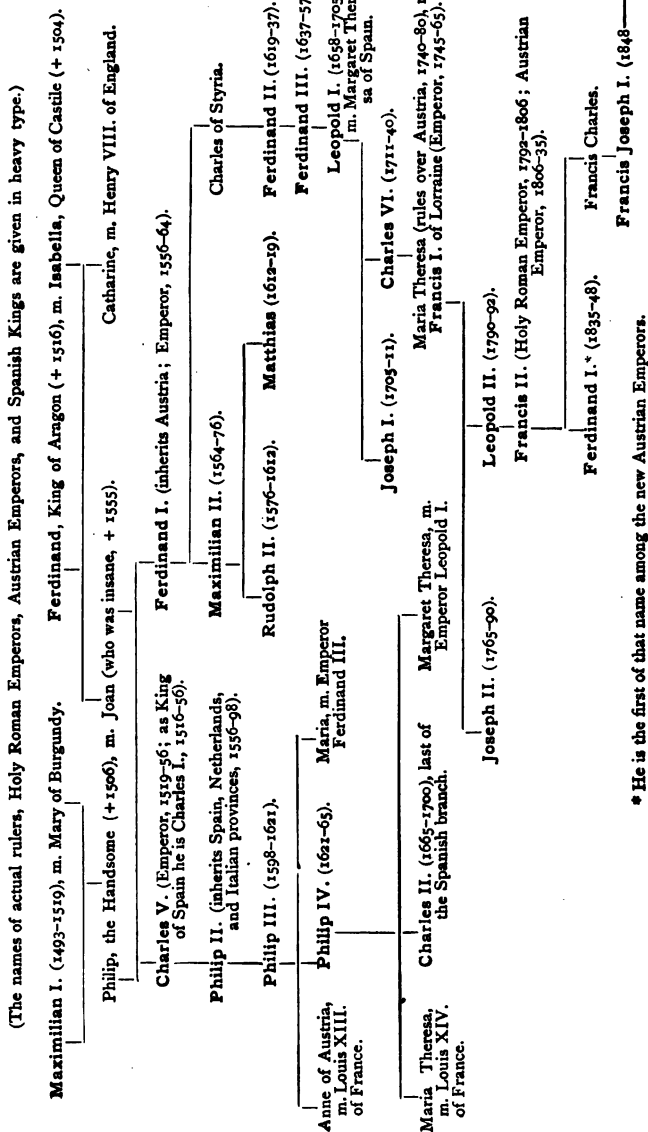 (The names of actual rulers, Holy Roman Emperors, Austrian Emperors, and Spanish Kings are given in heavy type.)
Maximilian I. (1493-1519), m. Mary of Burgundy.
Ferdinand, King of Aragon (+ 1516), m. Isabella, Queen of Castile (+ 1504).
Philip, the Handsome (+ 1506), m. Joan (who was insane, + 1555).
Catharine, m. Henry VIII. of England.
Charles V. (Emperor, 1519-56; as King
of Spain he is Charles I., 1516-56).
Ferdinand I. (inherits Austria; Emperor, 1556-64).
Philip II. (inherits Spain, Netherlands,
and Italian provinces, 1556-98).
Maximilian II. (1564-76).
Charles of Styria.
Philip III. (1598-1621).
Rudolph II. (1576-1612).
Matthias (1612-19).
Ferdinand II. (1619-37).
Anne of Austria,
m. Louis XIII.
of France.
Philip IV. (1621-65).
Maria, m. Emperor
Ferdinand III.
Ferdinand III. (1637-57
Leopold I. (1658-1705
m. Margaret There
sa of Spain.
Maria Theresa,
m. Louis XIV.
of France.
Charles II. (1665-1700), last of
the Spanish branch.
Margaret Theresa, m.
Emperor Leopold I.
Joseph I. (1705-11).
Charles VI. (1711-40).
Maria Theresa (rules over Austria, 1740-80),
Francis I. of Lorraine (Emperor, 1745-65).
Joseph II. (1765-90).
Leopold II. (1790-92).
Francis II. (Holy Roman Emperor, 1792-1806; Austrian
Emperor, 1806-35).
Ferdinand I.* (1835-48).
Francis Charles.
Francis Joseph I. (1848—
* He is the first of that name among the new Austrian Emperors.